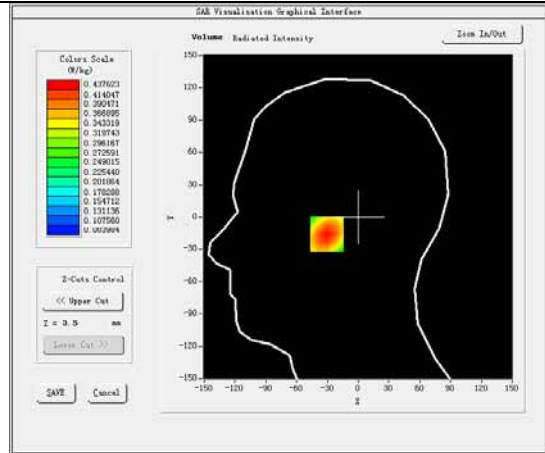 SAR Visualisation Graphical Interface
Volume Radiated Intensity
Zoom In/Out
Colors Scale
(W/kg)
0.437623
0.414047
0.390471
0.366895
0.343319
0.319743
0.296167
0.272591
0.249015
0.225440
0.201864
0.178288
0.154712
0.131136
0.107560
0.083984
Z-Cuts Control
<< Upper Cut
Z = 3.5 mm
Lower Cut >>
SAVE Cancel
150
120
90
60
30
0
-30
-60
-90
-120
-150
Y
-150 -120 -90 -60 -30 0 30 60 90 120 150